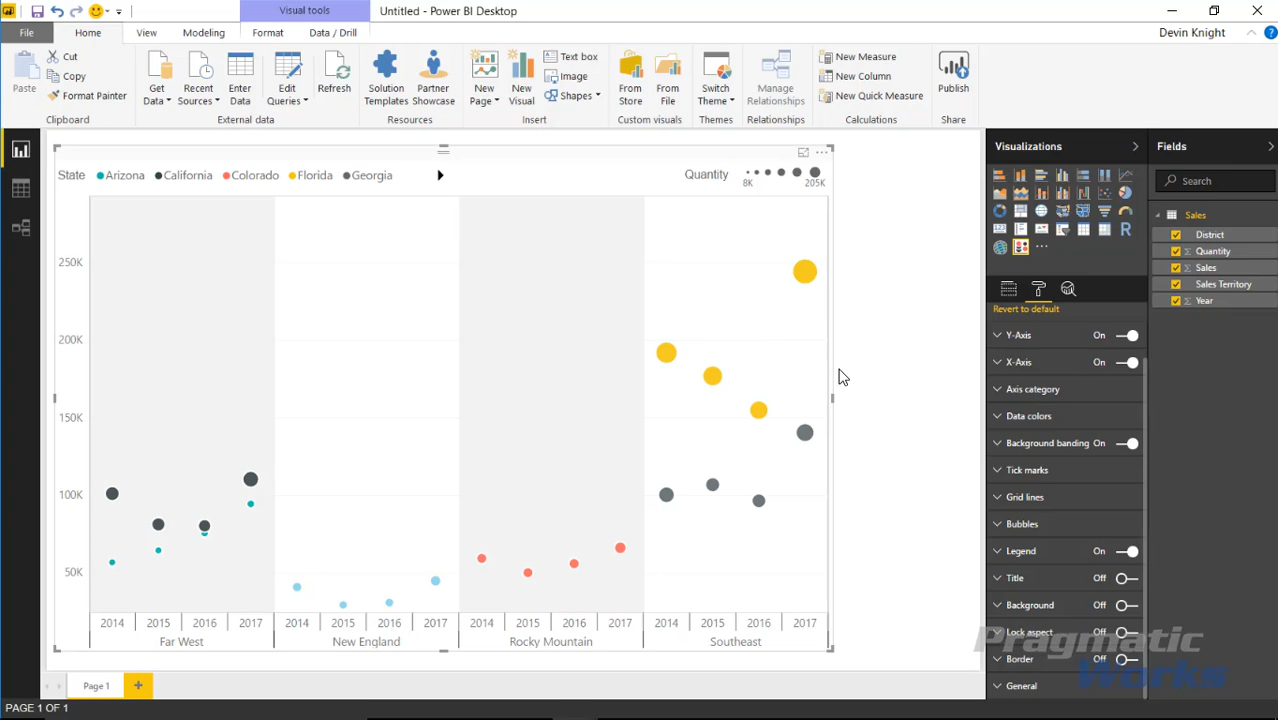 Visual tools
Untitled - Power BI Desktop
File
Home
View
Modeling
Format
Data / Drill
Devin Knight
Paste
Cut
Copy
Format Painter
Clipboard
Get Data
Recent Sources
Enter Data
Edit Queries
Refresh
External data
Solution Templates
Partner Showcase
Resources
New Page
New Visual
Text box
Image
Shapes
Insert
From Store
From File
Custom visuals
Switch Theme
Themes
Manage Relationships
Relationships
New Measure
New Column
New Quick Measure
Calculations
Publish
Share
State Arizona California Colorado Florida Georgia
Quantity
8K 205K
250K
200K
150K
100K
50K
2014 2015 2016 2017 2014 2015 2016 2017 2014 2015 2016 2017 2014 2015 2016 2017
Far West New England Rocky Mountain Southeast
Visualizations
R
Revert to default
Y-Axis On
X-Axis On
Axis category
Data colors
Background banding On
Tick marks
Grid lines
Bubbles
Legend On
Title Off
Background Off
Lock aspect Off
Border Off
General
Fields
Search
Sales
District
Σ Quantity
Σ Sales
Sales Territory
Σ Year
Pragmatic
Works
Page 1
PAGE 1 OF 1